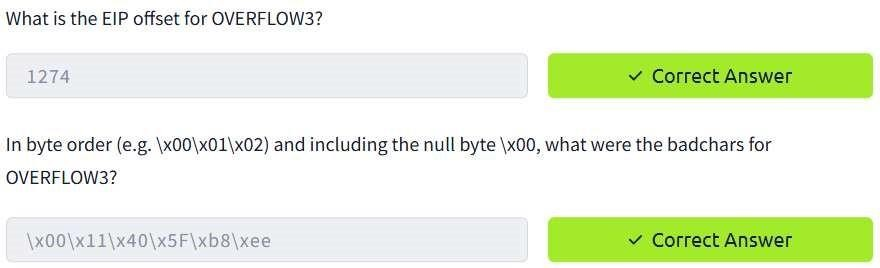 What is the EIP offset for OVERFLOW3?
1274
✓ Correct Answer
In byte order (e.g. \x00\x01\x02) and including the null byte \x00, what were the badchars for
OVERFLOW3?
\x00\x11\x40\x5F\xb8\xee
✓ Correct Answer